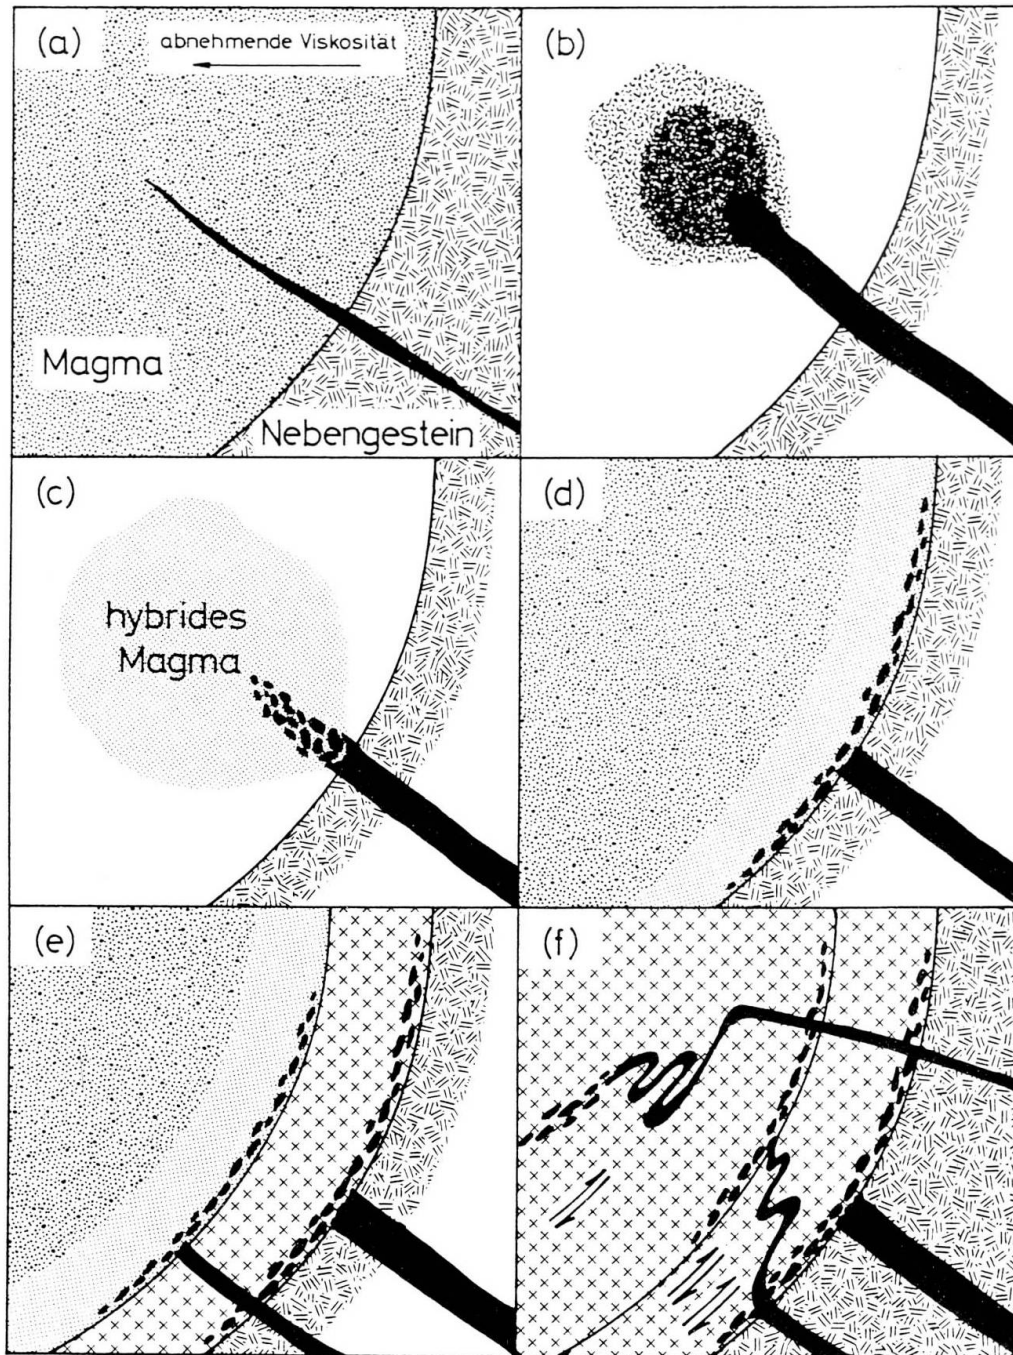 (a)
abnehmende Viskosität
Magma
Nebengestein
(b)
(c)
hybrides
Magma
(d)
(e)
(f)